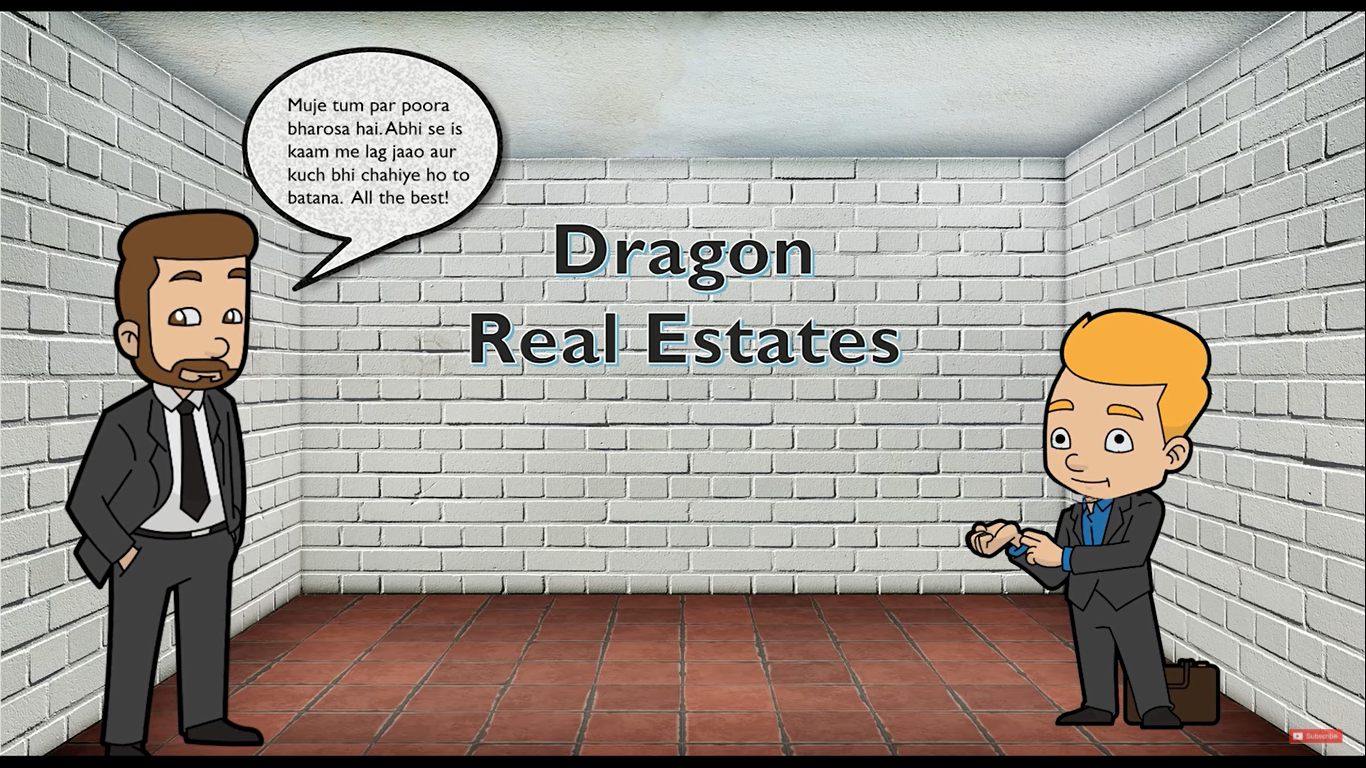 Muje tum par poora
bharosa hai. Abhi se is
kaam me lag jaao aur
kuch bhi chahiye ho to
batana. All the best!
Dragon
Real Estates
Subscribe